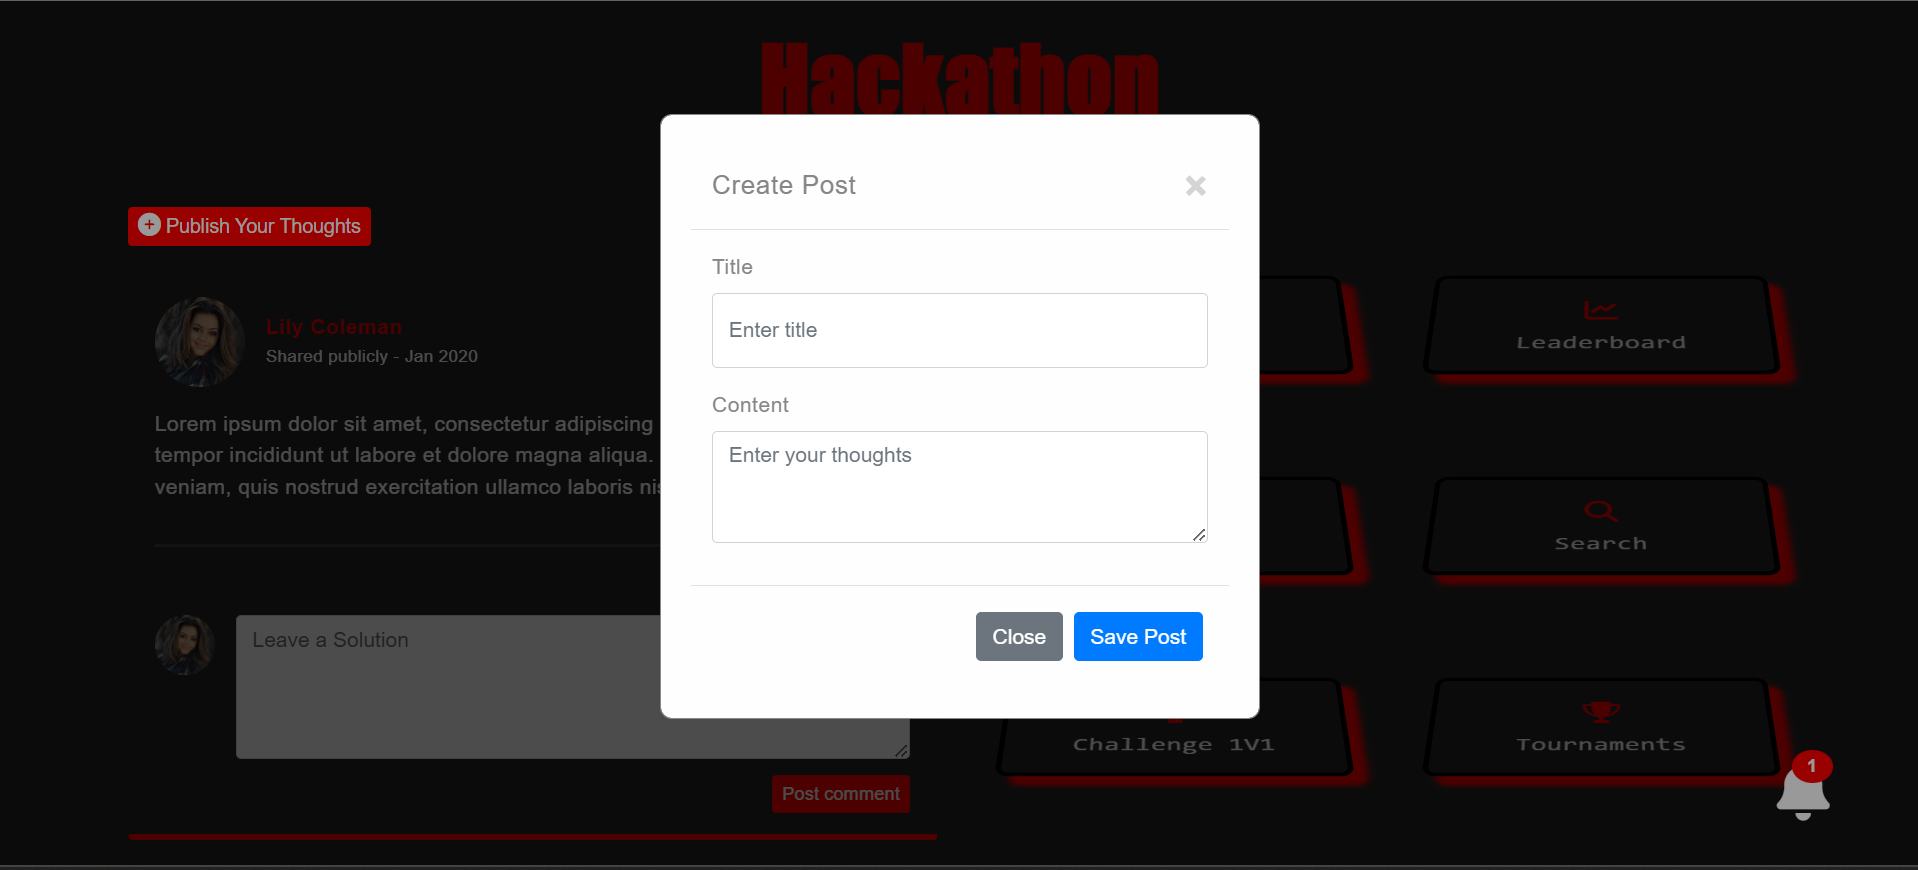 Hackathon
Create Post
Publish Your Thoughts
Title
Enter title
Lily Coleman
Shared publicly - Jan 2020
Leaderboard
Content
Lorem ipsum dolor sit amet, consectetur adipiscing
tempor incididunt ut labore et dolore magna aliqua.
veniam, quis nostrud exercitation ullamco laboris
Enter your thoughts
Search
Close
Save Post
Leave a Solution
Challenge 1V1
Tournaments
1
Post comment